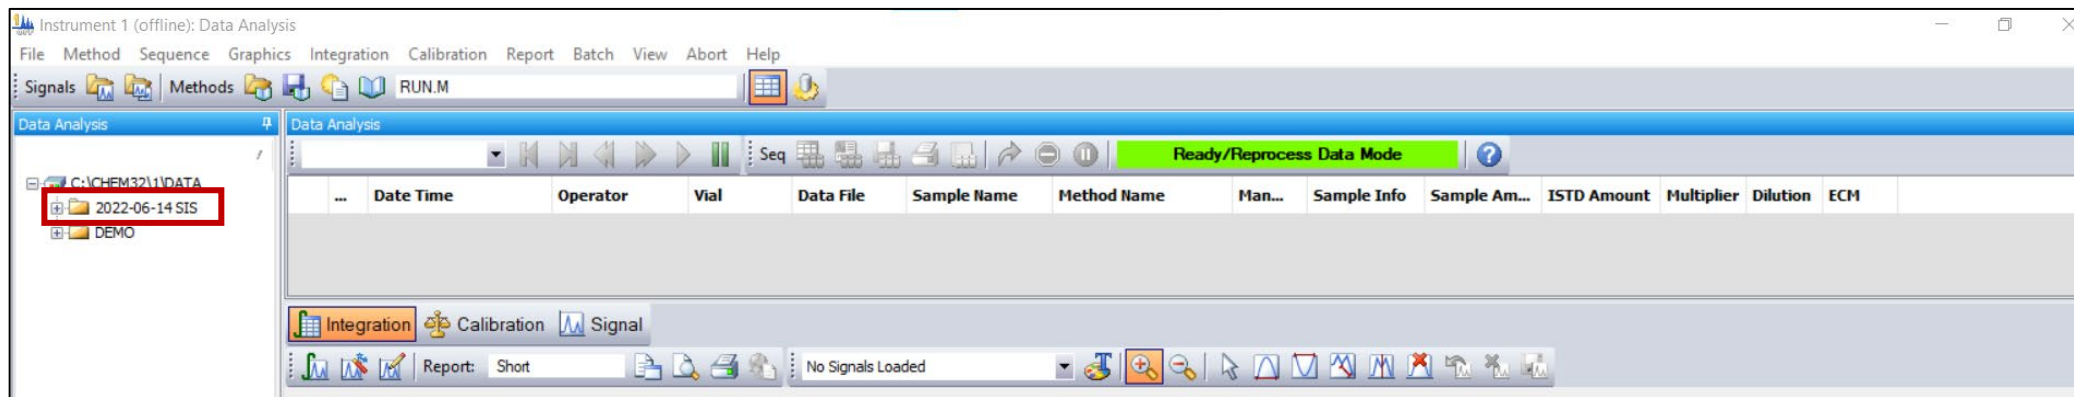 Instrument 1 (offline): Data Analysis
File Method Sequence Graphics Integration Calibration Report Batch View Abort Help
Signals Methods RUN.M
Data Analysis
Data Analysis
Seq Ready/Reprocess Data Mode
C:\CHEM32\1\DATA
2022-06-14 SIS
DEMO
... Date Time Operator Vial Data File Sample Name Method Name Man... Sample Info Sample Am... ISTD Amount Multiplier Dilution ECM
Integration Calibration Signal
Report: Short No Signals Loaded